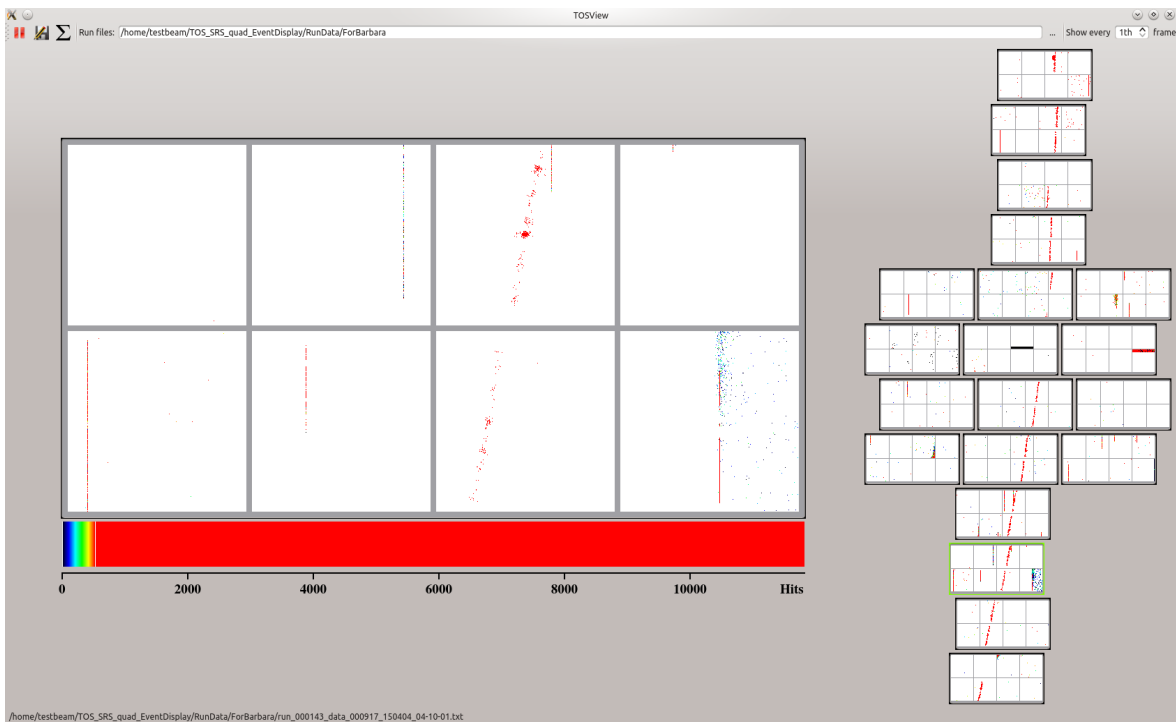 TOSView
Run files: /home/testbeam/TOS_SRS_quad_EventDisplay/RunData/ForBarbara ... Show every 1th frame
0 2000 4000 6000 8000 10000 Hits
/home/testbeam/TOS_SRS_quad_EventDisplay/RunData/ForBarbara/run_000143_data_000917_150404_04-10-01.txt